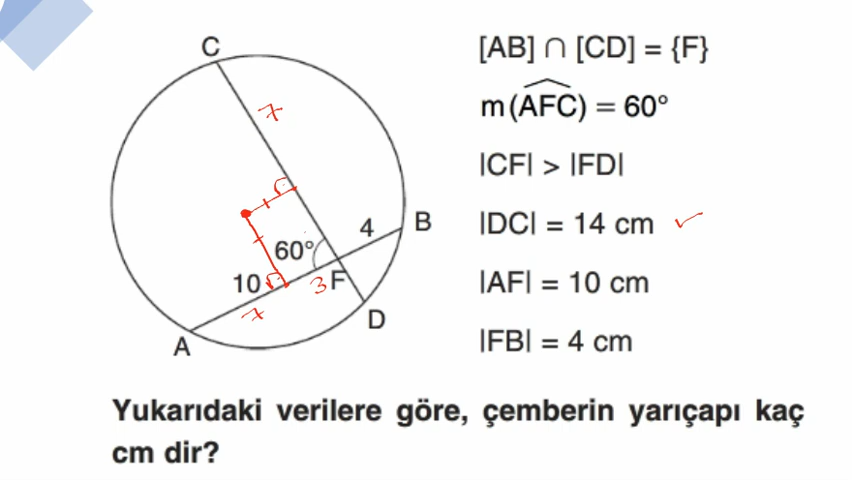 C
[AB] ∩ [CD] = {F}
7
m(AFC) = 60°
|CF| > |FD|
4
B
|DC| = 14 cm ✓
60°
10
3
F
|AF| = 10 cm
7
D
A
|FB| = 4 cm
Yukarıdaki verilere göre, çemberin yarıçapı kaç
cm dir?